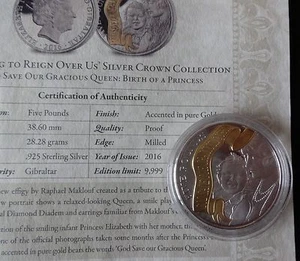 G TO REIGN OVER US' SILVER CROWN COLLECTION
SAVE OUR GRACIOUS QUEEN: BIRTH OF A PRINCESS
Certification of Authenticity
Five Pounds Finish: Accented in pure Gold
38.60 mm Quality: Proof
28.28 grams Edge: Milled
.925 Sterling Silver Year of Issue: 2016
Gibraltar Edition limit: 9,999
ew effigy by Raphael Maklouf created as a tribute to the
w portrait shows a relaxed-looking Queen, a smile play
al Diamond Diadem and earrings familiar from Maklouf's
tion of the smiling infant Princess Elizabeth with her mother, th
one of the official photographs taken some months after the Princess's
accented in pure gold bears the words 'God Save our Gracious Queen'.